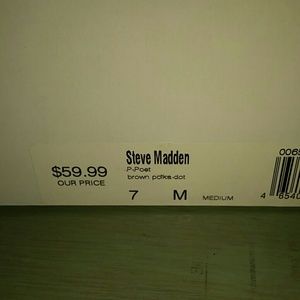 Steve Madden
P-Poet
brown polka-dot
$59.99
OUR PRICE
7 M MEDIUM